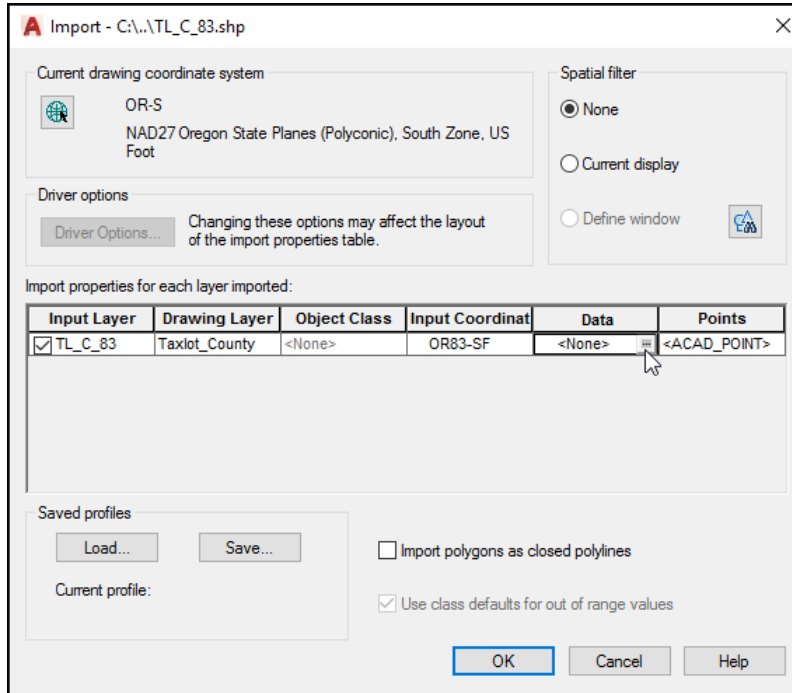 Import - C:\..\TL_C_83.shp
Current drawing coordinate system
OR-S
NAD27 Oregon State Planes (Polyconic), South Zone, US
Foot
Spatial filter
None
Current display
Define window
Driver options
Driver Options...
Changing these options may affect the layout
of the import properties table.
Import properties for each layer imported:
Input Layer Drawing Layer Object Class Input Coordinat Data Points
TL_C_83 Taxlot_County <None> OR83-SF <None> ... <ACAD_POINT>
Saved profiles
Load... Save...
Current profile:
Import polygons as closed polylines
Use class defaults for out of range values
OK Cancel Help